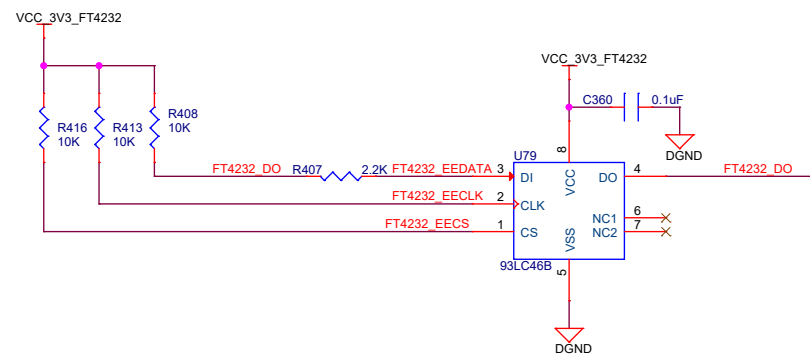 VCC_3V3_FT4232
VCC_3V3_FT4232
C360
0.1uF
DGND
R416
10K
R413
10K
R408
10K
FT4232_DO
R407
2.2K
FT4232_EEDATA
3
FT4232_EECLK
2
FT4232_EECS
1
U79
8
DI
VCC
DO
4
FT4232_DO
CLK
NC1
6
CS
VSS
NC2
7
93LC46B
5
DGND